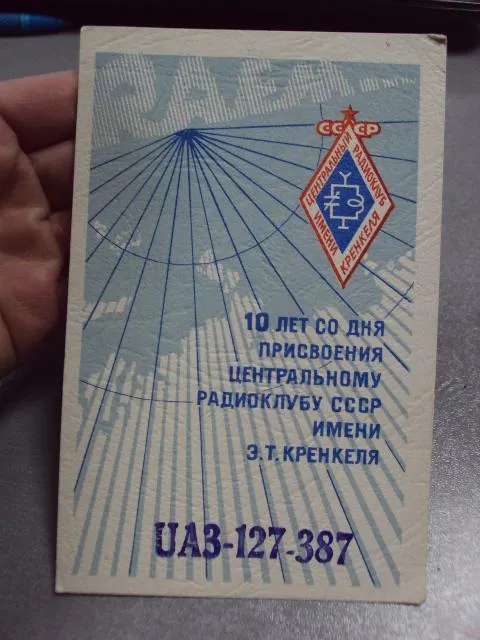 RAEM
СССР
ЦЕНТРАЛЬНЫЙ РАДИОКЛУБ
ИМЕНИ КРЕНКЕЛЯ
10 ЛЕТ СО ДНЯ
ПРИСВОЕНИЯ
ЦЕНТРАЛЬНОМУ
РАДИОКЛУБУ СССР
ИМЕНИ
Э.Т. КРЕНКЕЛЯ
UA3-127-387